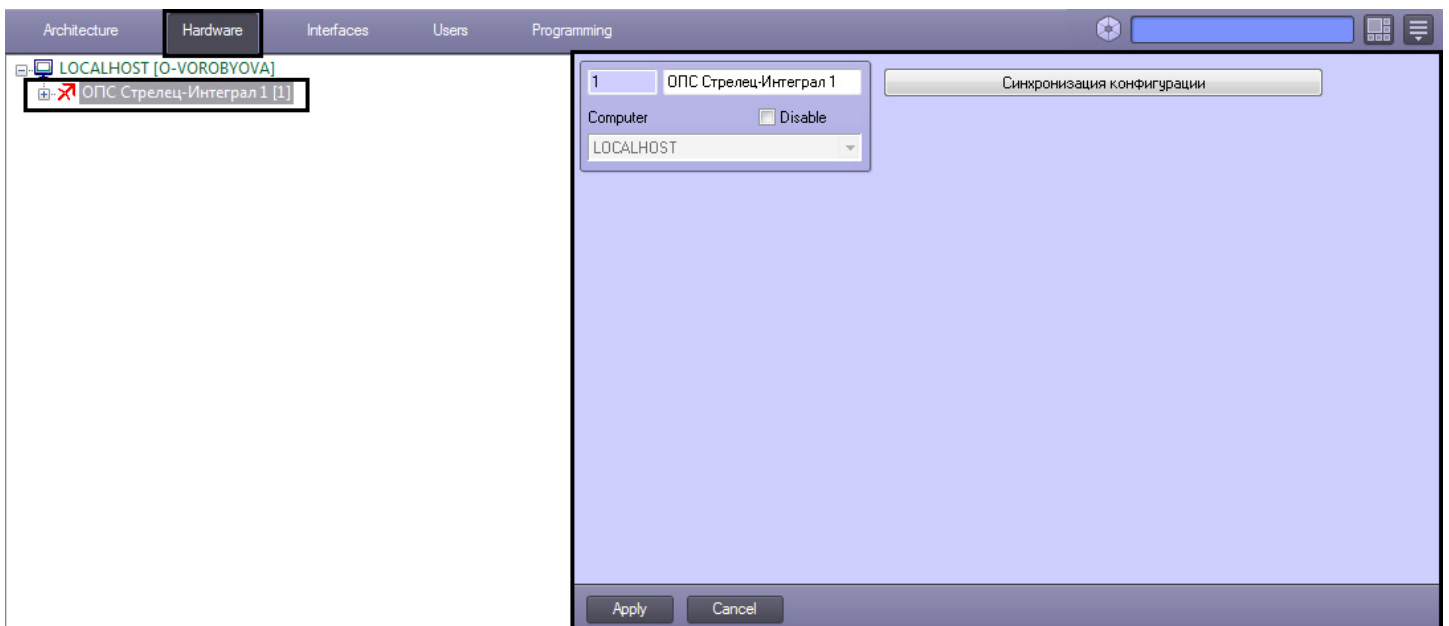 Architecture Hardware Interfaces Users Programming
LOCALHOST [O-VOROBYOVA]
ОПС Стрелец-Интеграл 1 [1]
1 ОПС Стрелец-Интеграл 1
Синхронизация конфигурации
Computer Disable
LOCALHOST
Apply Cancel